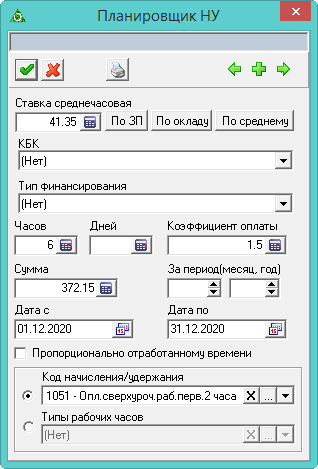 Планировщик НУ
Ставка среднечасовая
41.35 По ЗП По окладу По среднему
КБК
(Нет)
Тип финансирования
(Нет)
Часов Дней Коэффициент оплаты
6 1.5
Сумма За период(месяц, год)
372.15
Дата с Дата по
01.12.2020 31.12.2020
Пропорционально отработанному времени
Код начисления/удержания
1051 - Опл.сверхуроч.раб.перв.2 часа X ...
Типы рабочих часов
(Нет) X ...